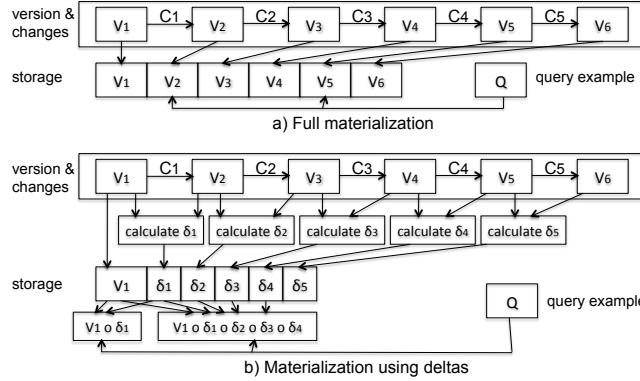 version & changes
V1 C1 V2 C2 V3 C3 V4 C4 V5 C5 V6
storage
V1 V2 V3 V4 V5 V6
Q query example
a) Full materialization
version & changes
V1 C1 V2 C2 V3 C3 V4 C4 V5 C5 V6
calculate δ1 calculate δ2 calculate δ3 calculate δ4 calculate δ5
storage
V1 δ1 δ2 δ3 δ4 δ5
Q query example
V1 o δ1 V1 o δ1 o δ2 o δ3 o δ4
b) Materialization using deltas